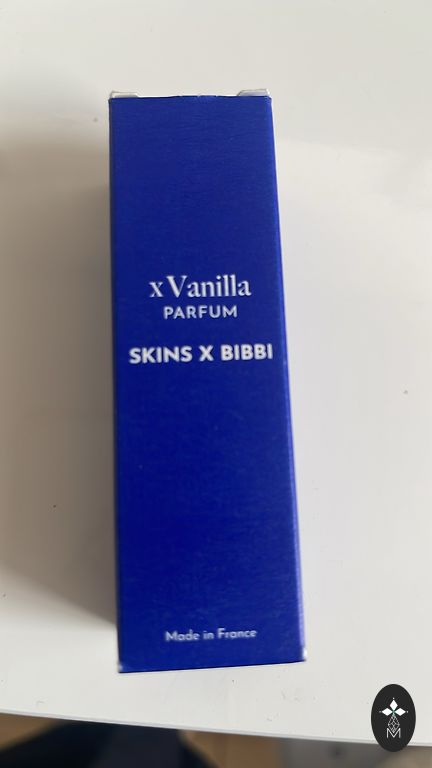 x Vanilla
PARFUM
SKINS X BIBBI
Made in France
M